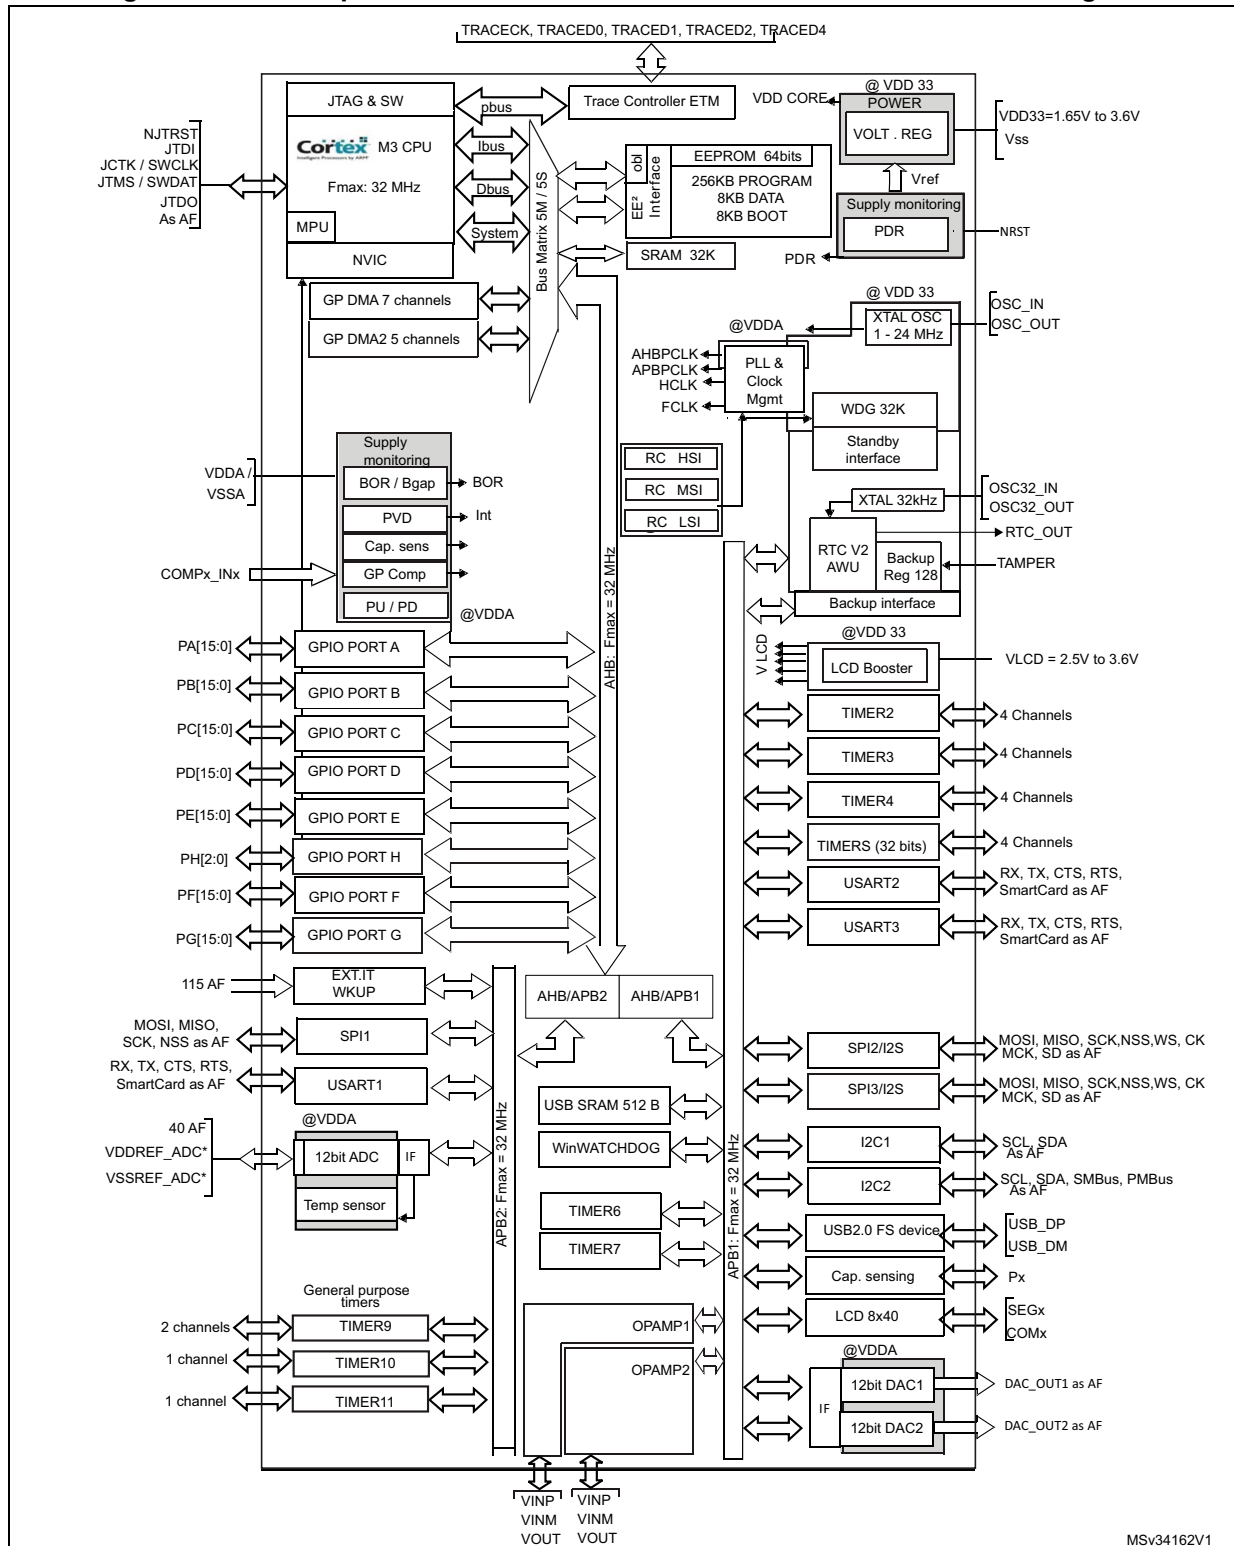 TRACECK, TRACED0, TRACED1, TRACED2, TRACED4
JTAG & SW
pbus
Trace Controller ETM
VDD CORE
@ VDD 33
POWER
VOLT . REG
VDD33=1.65V to 3.6V
Vss
NJTRST
JTDI
JCTK / SWCLK
JTMS / SWDAT
JTDO
As AF
Cortex
Intelligent Processors by ARM®
M3 CPU
Fmax: 32 MHz
MPU
NVIC
Ibus
Dbus
System
Bus Matrix 5M / 5S
obl
EE²
Interface
EEPROM 64bits
256KB PROGRAM
8KB DATA
8KB BOOT
SRAM 32K
Vref
Supply monitoring
PDR
PDR
NRST
GP DMA 7 channels
GP DMA2 5 channels
@ VDD 33
XTAL OSC
1 - 24 MHz
OSC_IN
OSC_OUT
@VDDA
AHBPCLK
APBPCLK
HCLK
FCLK
PLL &
Clock
Mgmt
WDG 32K
Standby
interface
RC HSI
RC MSI
RC LSI
XTAL 32kHz
OSC32_IN
OSC32_OUT
RTC_OUT
RTC V2
AWU
Backup
Reg 128
TAMPER
Backup interface
VDDA /
VSSA
Supply
monitoring
BOR / Bgap
BOR
PVD
Int
Cap. sens
GP Comp
PU / PD
COMPx_INx
@VDDA
AHB: Fmax = 32 MHz
@VDD 33
V LCD
LCD Booster
VLCD = 2.5V to 3.6V
PA[15:0]
GPIO PORT A
PB[15:0]
GPIO PORT B
PC[15:0]
GPIO PORT C
PD[15:0]
GPIO PORT D
PE[15:0]
GPIO PORT E
PH[2:0]
GPIO PORT H
PF[15:0]
GPIO PORT F
PG[15:0]
GPIO PORT G
TIMER2
4 Channels
TIMER3
4 Channels
TIMER4
4 Channels
TIMERS (32 bits)
4 Channels
USART2
RX, TX, CTS, RTS,
SmartCard as AF
USART3
RX, TX, CTS, RTS,
SmartCard as AF
115 AF
EXT.IT
WKUP
AHB/APB2
AHB/APB1
MOSI, MISO,
SCK, NSS as AF
SPI1
RX, TX, CTS, RTS,
SmartCard as AF
USART1
SPI2/I2S
MOSI, MISO, SCK,NSS,WS, CK
MCK, SD as AF
SPI3/I2S
MOSI, MISO, SCK,NSS,WS, CK
MCK, SD as AF
USB SRAM 512 B
WinWATCHDOG
APB2: Fmax = 32 MHz
APB1: Fmax = 32 MHz
@VDDA
40 AF
VDDREF_ADC*
VSSREF_ADC*
12bit ADC
IF
Temp sensor
I2C1
SCL, SDA
As AF
I2C2
SCL, SDA, SMBus, PMBus
As AF
TIMER6
TIMER7
USB2.0 FS device
USB_DP
USB_DM
Cap. sensing
Px
General purpose
timers
2 channels
TIMER9
1 channel
TIMER10
1 channel
TIMER11
OPAMP1
OPAMP2
LCD 8x40
SEGx
COMx
@VDDA
IF
12bit DAC1
DAC_OUT1 as AF
12bit DAC2
DAC_OUT2 as AF
VINP
VINM
VOUT
VINP
VINM
VOUT
MSv34162V1